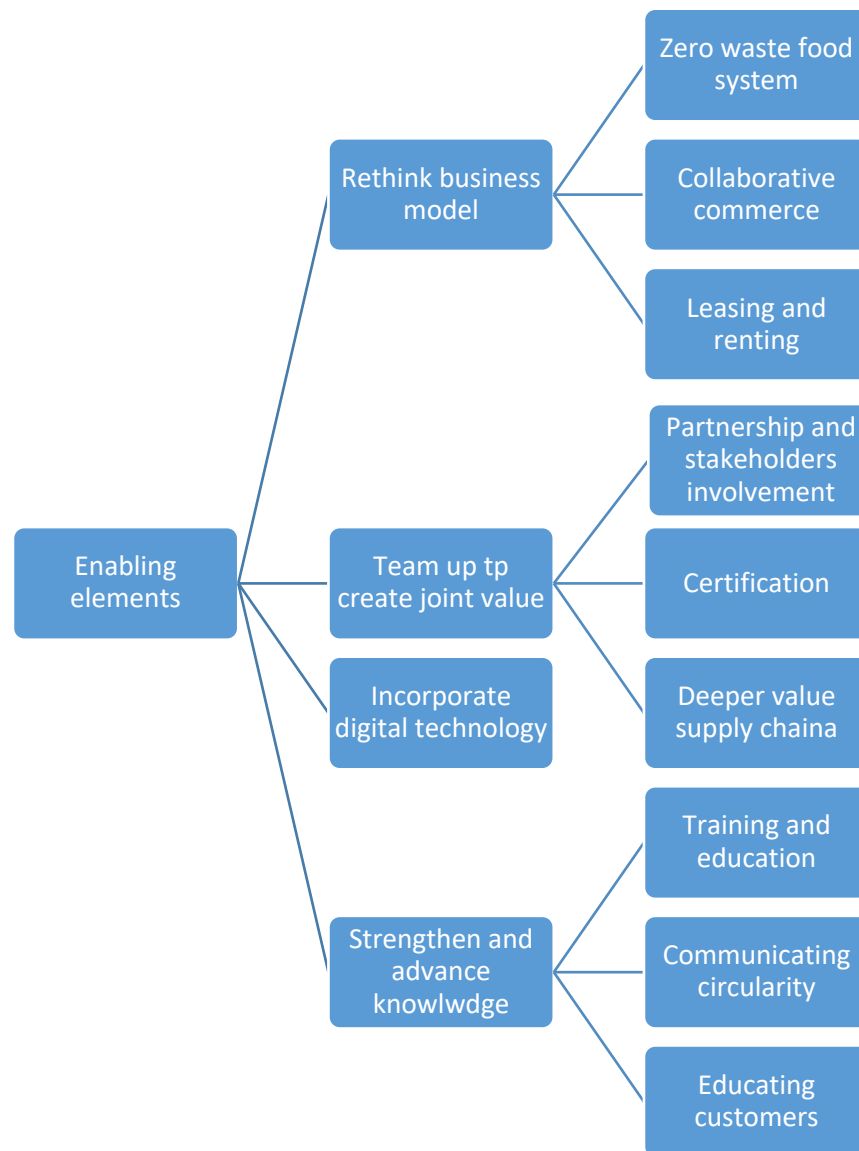 Enabling
elements
Rethink business
model
Zero waste food
system
Collaborative
commerce
Leasing and
renting
Team up tp
create joint value
Partnership and
stakeholders
involvement
Certification
Deeper value
supply chaina
Incorporate
digital technology
Strengthen and
advance
knowlwdge
Training and
education
Communicating
circularity
Educating
customers